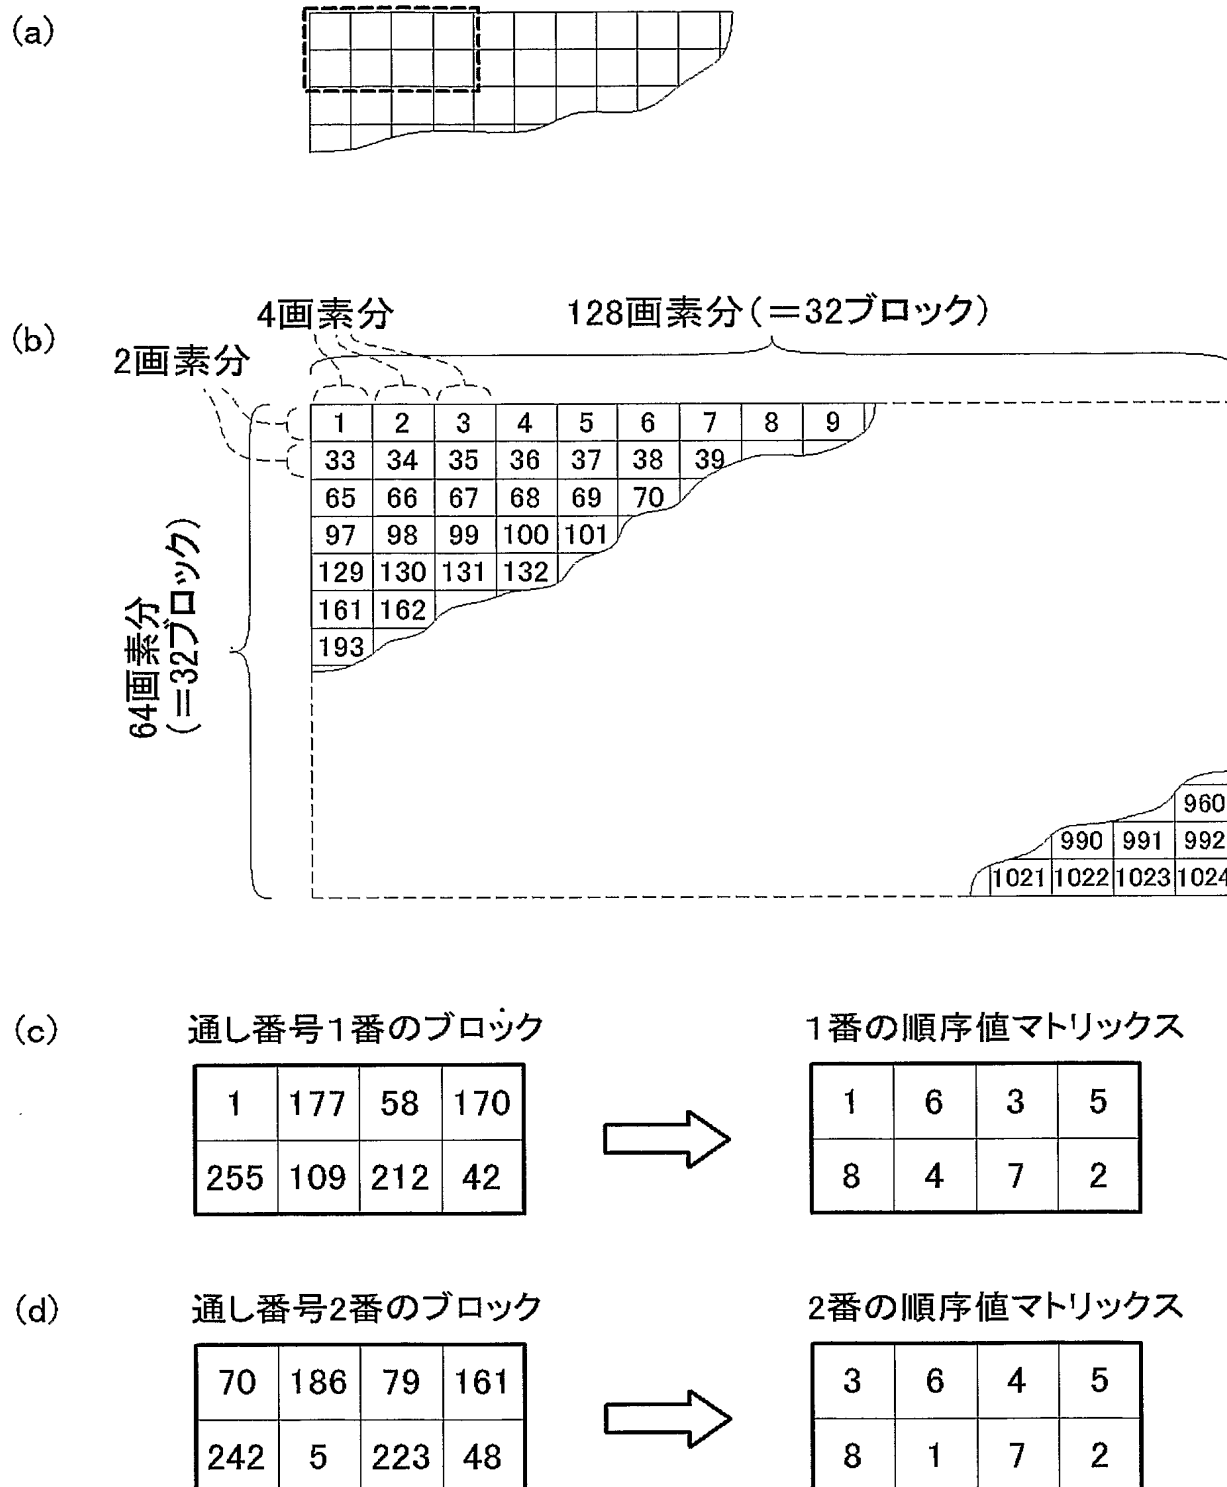 (a)
(b)
4画素分
128画素分(=32ブロック)
2画素分
1 2 3 4 5 6 7 8 9
33 34 35 36 37 38 39
65 66 67 68 69 70
97 98 99 100 101
129 130 131 132
161 162
193
64画素分
(=32ブロック)
960
990 991 992
1021 1022 1023 1024
(c)
通し番号1番のブロック
1番の順序値マトリックス
1 177 58 170
255 109 212 42
1 6 3 5
8 4 7 2
(d)
通し番号2番のブロック
2番の順序値マトリックス
70 186 79 161
242 5 223 48
3 6 4 5
8 1 7 2